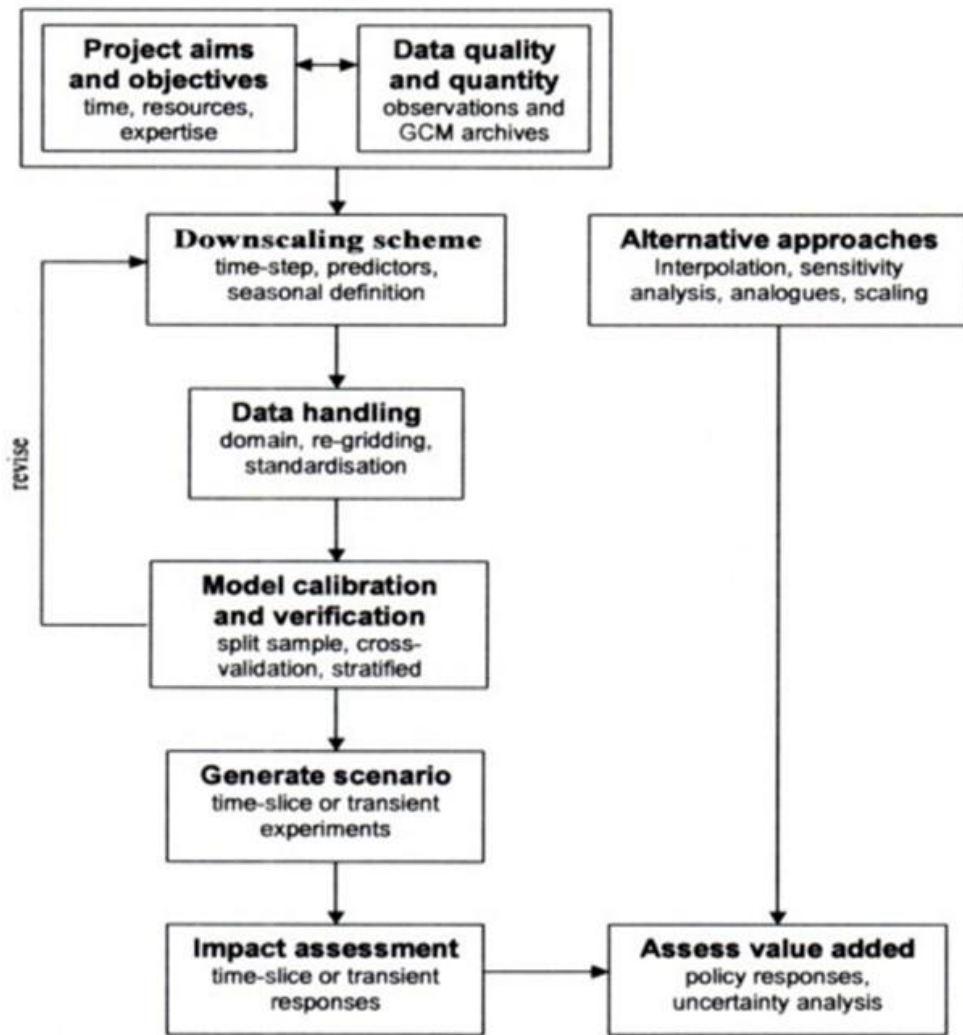 Project aims
and objectives
time, resources,
expertise
Data quality
and quantity
observations and
GCM archives
Downscaling scheme
time-step, predictors,
seasonal definition
Alternative approaches
Interpolation, sensitivity
analysis, analogues, scaling
Data handling
domain, re-gridding,
standardisation
revise
Model calibration
and verification
split sample, cross-
validation, stratified
Generate scenario
time-slice or transient
experiments
Impact assessment
time-slice or transient
responses
Assess value added
policy responses,
uncertainty analysis